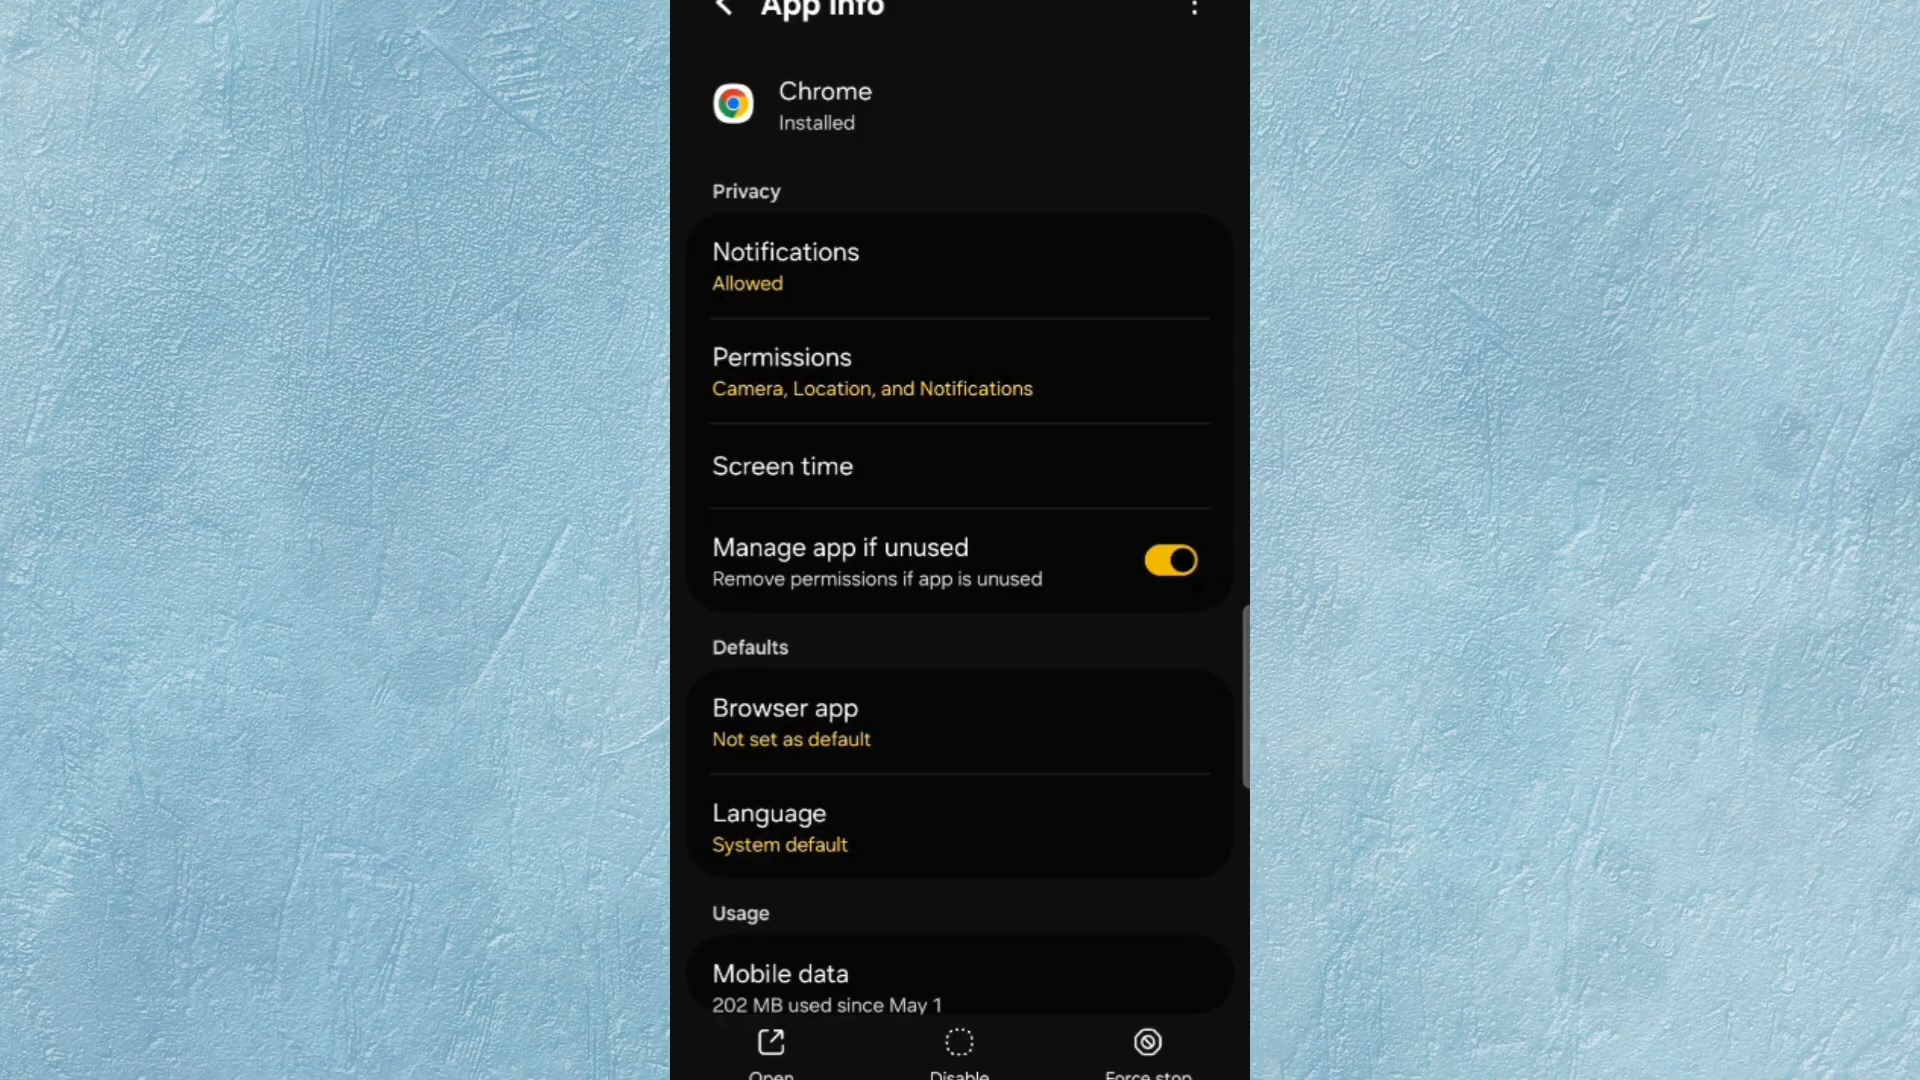 App info
Chrome
Installed
Privacy
Notifications
Allowed
Permissions
Camera, Location, and Notifications
Screen time
Manage app if unused
Remove permissions if app is unused
Defaults
Browser app
Not set as default
Language
System default
Usage
Mobile data
202 MB used since May 1
Open
Disable
Force stop